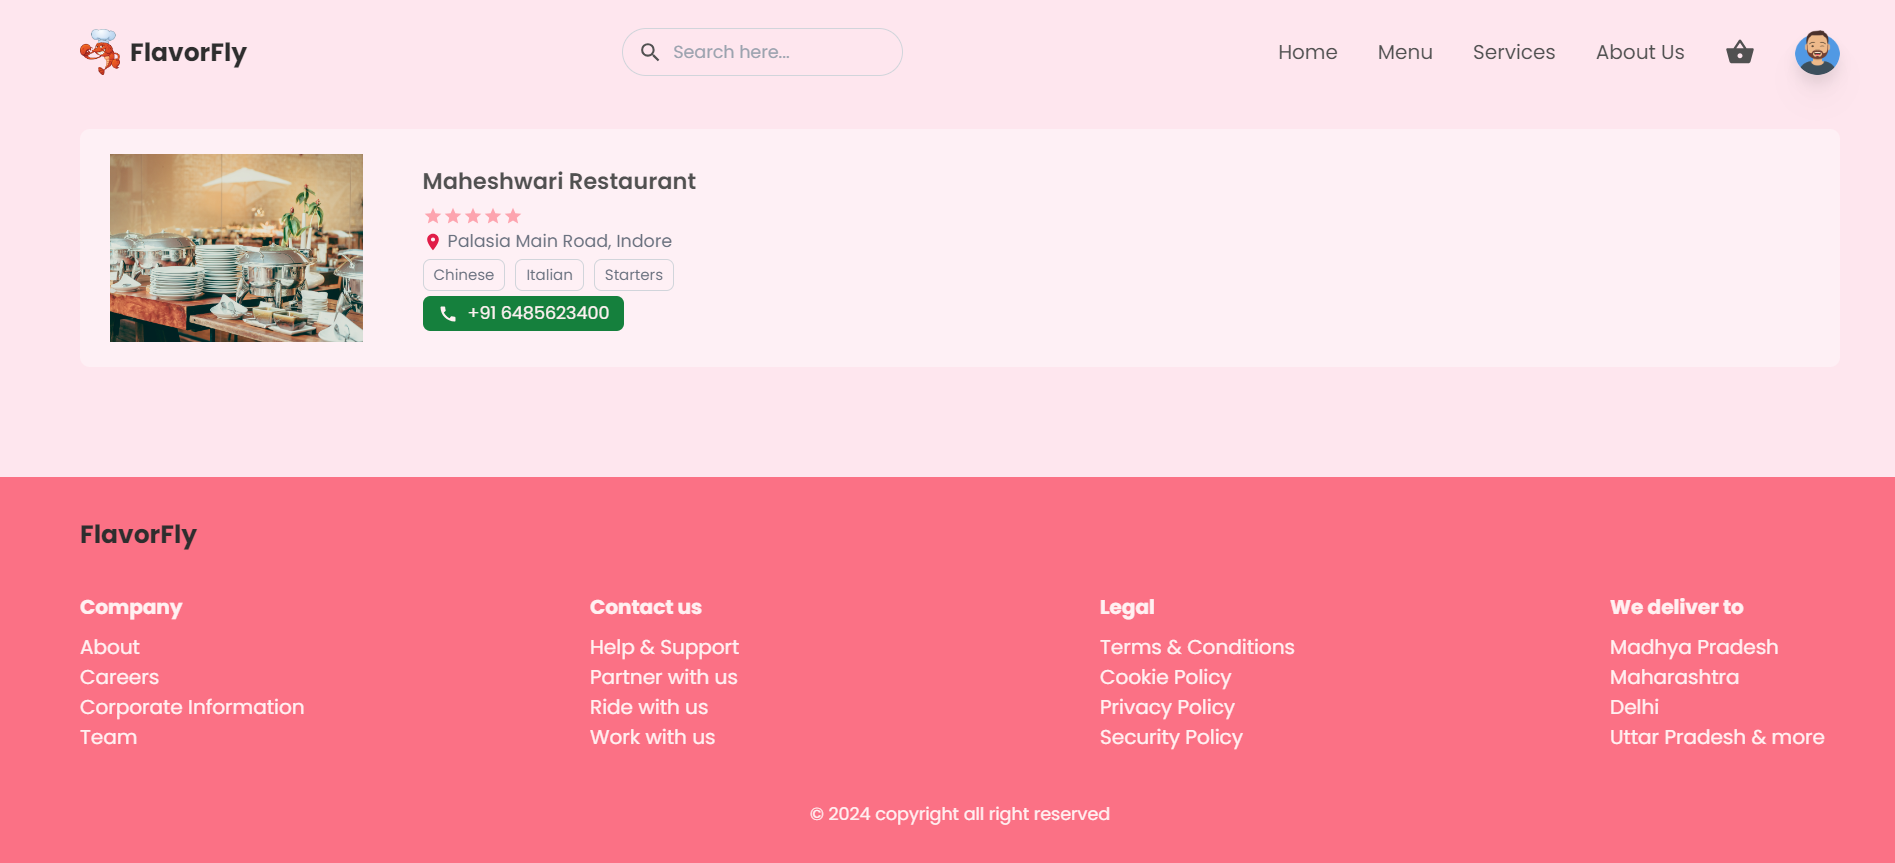 FlavorFly
Search here...
Home
Menu
Services
About Us
Maheshwari Restaurant
Palasia Main Road, Indore
Chinese
Italian
Starters
+91 6485623400
FlavorFly
Company
About
Careers
Corporate Information
Team
Contact us
Help & Support
Partner with us
Ride with us
Work with us
Legal
Terms & Conditions
Cookie Policy
Privacy Policy
Security Policy
We deliver to
Madhya Pradesh
Maharashtra
Delhi
Uttar Pradesh & more
© 2024 copyright all right reserved